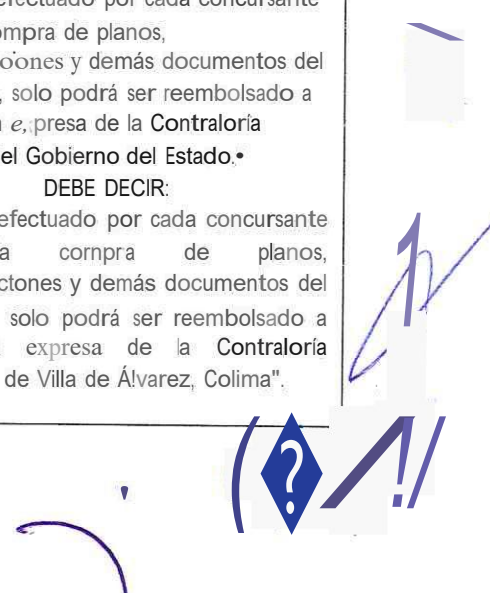 efectuado por cada concursante
ompra de planos,
o'ones y demás documentos del
, solo podrá ser reembolsado a
e,;presa de la Contraloría
el Gobierno del Estado.•
DEBE DECIR:
efectuado por cada concursante
a cornpra de planos,
ctones y demás documentos del
solo podrá ser reembolsado a
expresa de la Contraloría
de Villa de Á!varez, Colima".